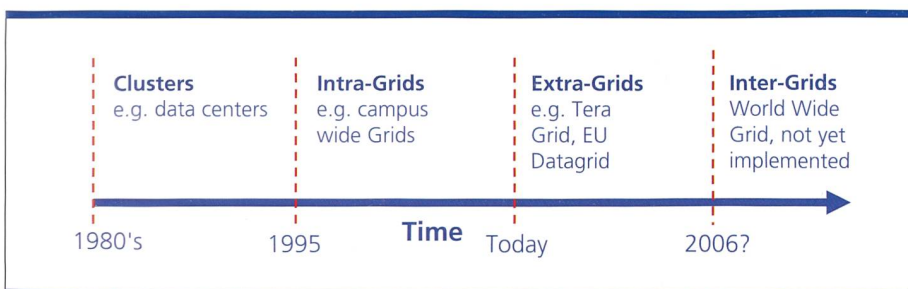 Clusters
e.g. data centers
Intra-Grids
e.g. campus
wide Grids
Extra-Grids
e.g. Tera
Grid, EU
Datagrid
Inter-Grids
World Wide
Grid, not yet
implemented
Time
1980's
1995
Today
2006?